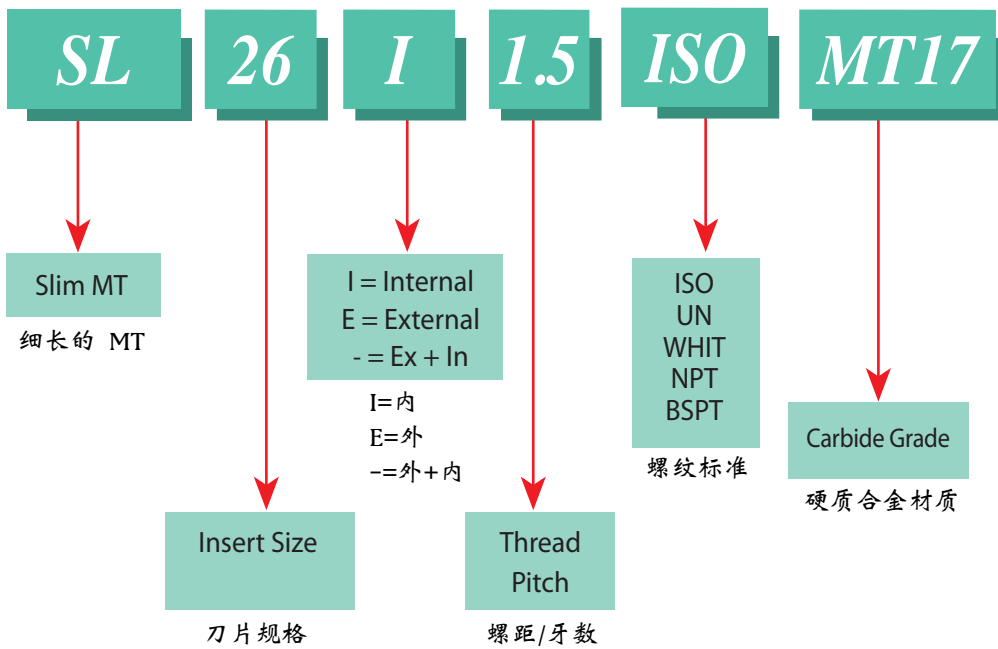 SL 26 I 1.5 ISO MT17
Slim MT
细长的 MT
I = Internal
E = External
- = Ex + In
I=内
E=外
-=外+内
ISO
UN
WHIT
NPT
BSPT
螺纹标准
Carbide Grade
硬质合金材质
Insert Size
刀片规格
Thread
Pitch
螺距/牙数